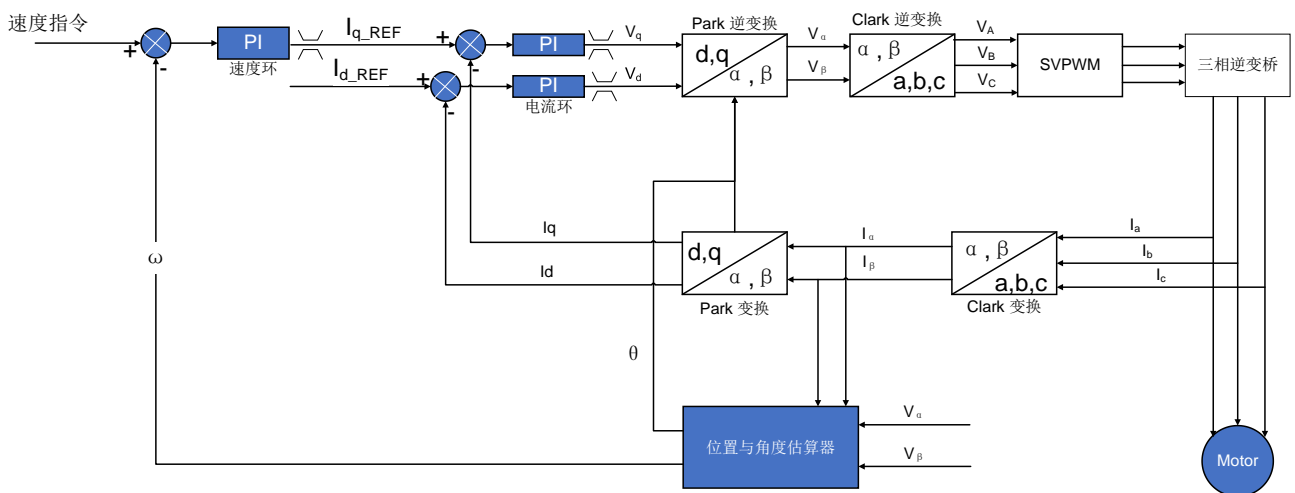 速度指令
+
-
PI
速度环
I_q_REF
I_d_REF
+
-
+
-
PI
PI
电流环
V_q
V_d
Park 逆变换
d,q
α , β
V_α
V_β
Clark 逆变换
α , β
a,b,c
V_A
V_B
V_C
SVPWM
三相逆变桥
ω
Iq
Id
θ
d,q
α , β
Park 变换
I_α
I_β
α , β
a,b,c
Clark 变换
I_a
I_b
I_c
位置与角度估算器
V_α
V_β
Motor